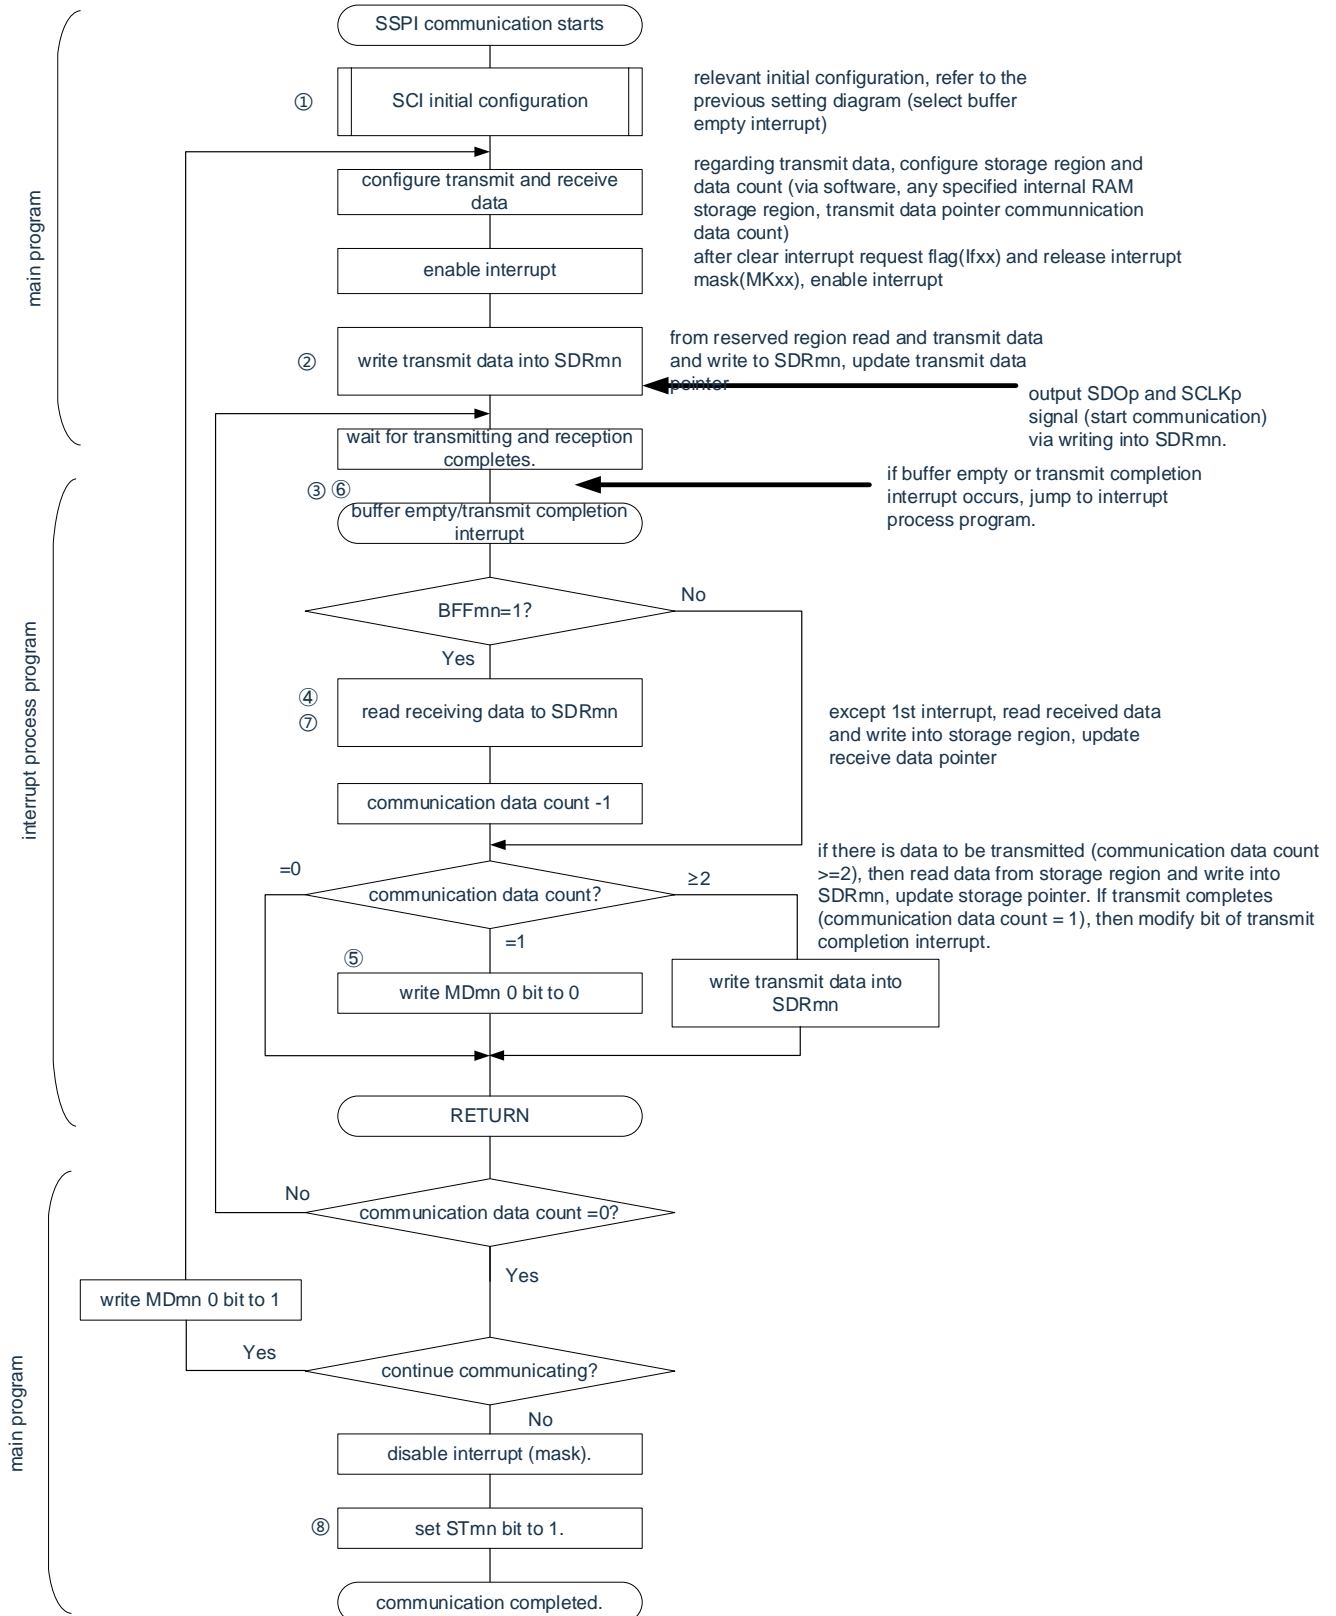 SSPI communication starts
①
SCI initial configuration
relevant initial configuration, refer to the
previous setting diagram (select buffer
empty interrupt)
configure transmit and receive
data
regarding transmit data, configure storage region and
data count (via software, any specified internal RAM
storage region, transmit data pointer communnication
data count)
main program
enable interrupt
after clear interrupt request flag(Ifxx) and release interrupt
mask(MKxx), enable interrupt
②
write transmit data into SDRmn
from reserved region read and transmit data
and write to SDRmn, update transmit data
pointer
output SDOp and SCLKp
signal (start communication)
via writing into SDRmn.
wait for transmitting and reception
completes.
③ ⑥
if buffer empty or transmit completion
interrupt occurs, jump to interrupt
process program.
buffer empty/transmit completion
interrupt
BFFmn=1?
No
Yes
④
⑦
read receiving data to SDRmn
except 1st interrupt, read received data
and write into storage region, update
receive data pointer
interrupt process program
communication data count -1
=0
communication data count?
≥2
=1
if there is data to be transmitted (communication data count
>=2), then read data from storage region and write into
SDRmn, update storage pointer. If transmit completes
(communication data count = 1), then modify bit of transmit
completion interrupt.
⑤
write MDmn 0 bit to 0
write transmit data into
SDRmn
RETURN
No
communication data count =0?
Yes
write MDmn 0 bit to 1
Yes
continue communicating?
No
main program
disable interrupt (mask).
⑧
set STmn bit to 1.
communication completed.